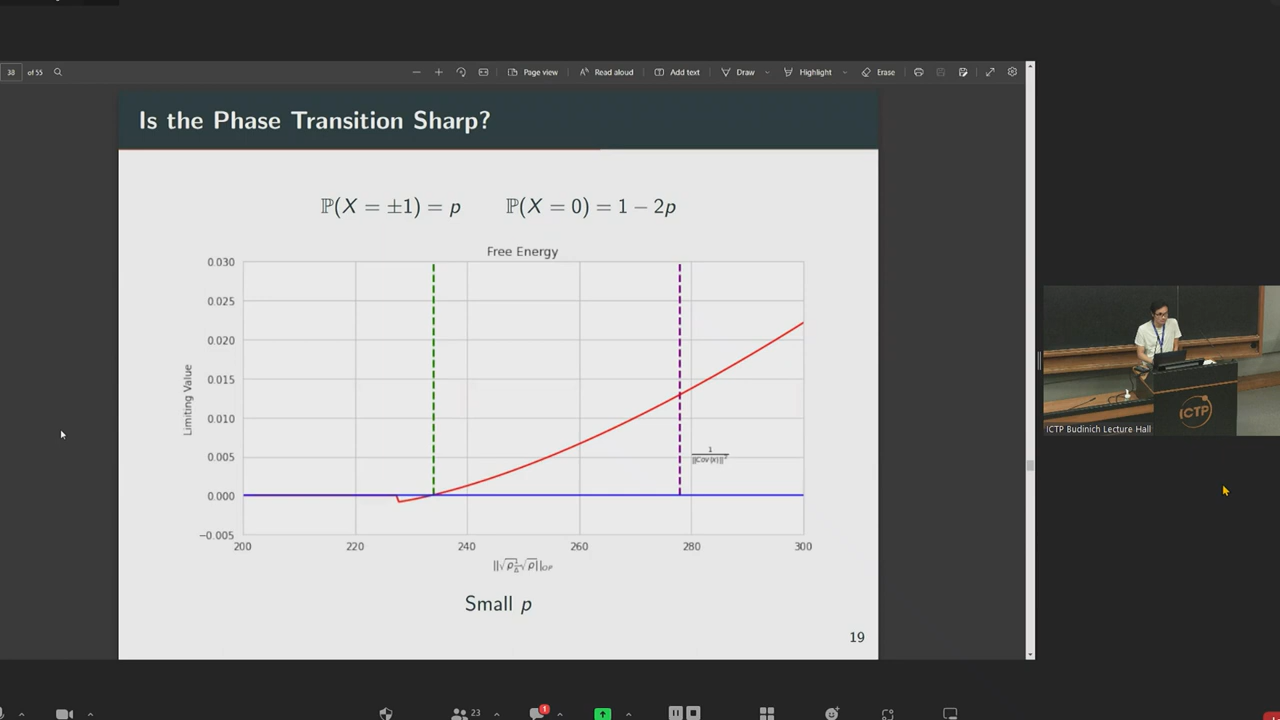 38 of 55
Page view
Read aloud
Add text
Draw
Highlight
Erase
Is the Phase Transition Sharp?
ℙ(X = ±1) = p ℙ(X = 0) = 1 − 2p
Free Energy
0.030
0.025
0.020
0.015
0.010
0.005
0.000
−0.005
Limiting Value
200 220 240 260 280 300
Small p
19
ICTP
ICTP Budinich Lecture Hall
23
1